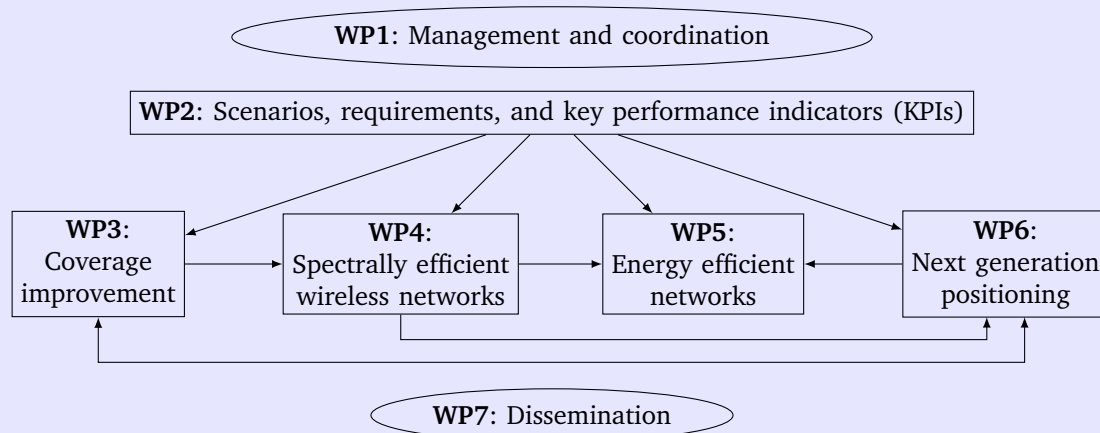 WP1: Management and coordination
WP2: Scenarios, requirements, and key performance indicators (KPIs)
WP3:
Coverage
improvement
WP4:
Spectrally efficient
wireless networks
WP5:
Energy efficient
networks
WP6:
Next generation
positioning
WP7: Dissemination